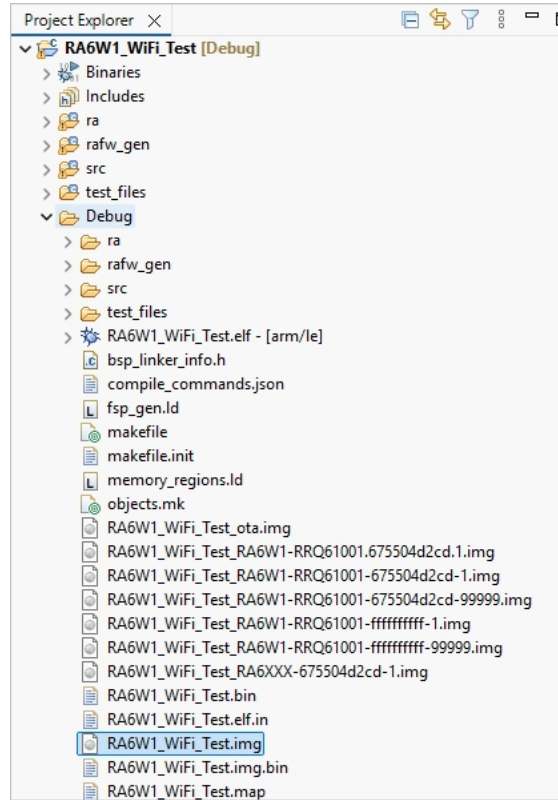 Project Explorer
RA6W1_WiFi_Test [Debug]
Binaries
Includes
ra
rafw_gen
src
test_files
Debug
ra
rafw_gen
src
test_files
RA6W1_WiFi_Test.elf - [arm/le]
bsp_linker_info.h
compile_commands.json
fsp_gen.ld
makefile
makefile.init
memory_regions.ld
objects.mk
RA6W1_WiFi_Test_ota.img
RA6W1_WiFi_Test_RA6W1-RRQ61001.675504d2cd.1.img
RA6W1_WiFi_Test_RA6W1-RRQ61001-675504d2cd-1.img
RA6W1_WiFi_Test_RA6W1-RRQ61001-675504d2cd-99999.img
RA6W1_WiFi_Test_RA6W1-RRQ61001-ffffffffff-1.img
RA6W1_WiFi_Test_RA6W1-RRQ61001-ffffffffff-99999.img
RA6W1_WiFi_Test_RA6XXX-675504d2cd-1.img
RA6W1_WiFi_Test.bin
RA6W1_WiFi_Test.elf.in
RA6W1_WiFi_Test.img
RA6W1_WiFi_Test.img.bin
RA6W1_WiFi_Test.map